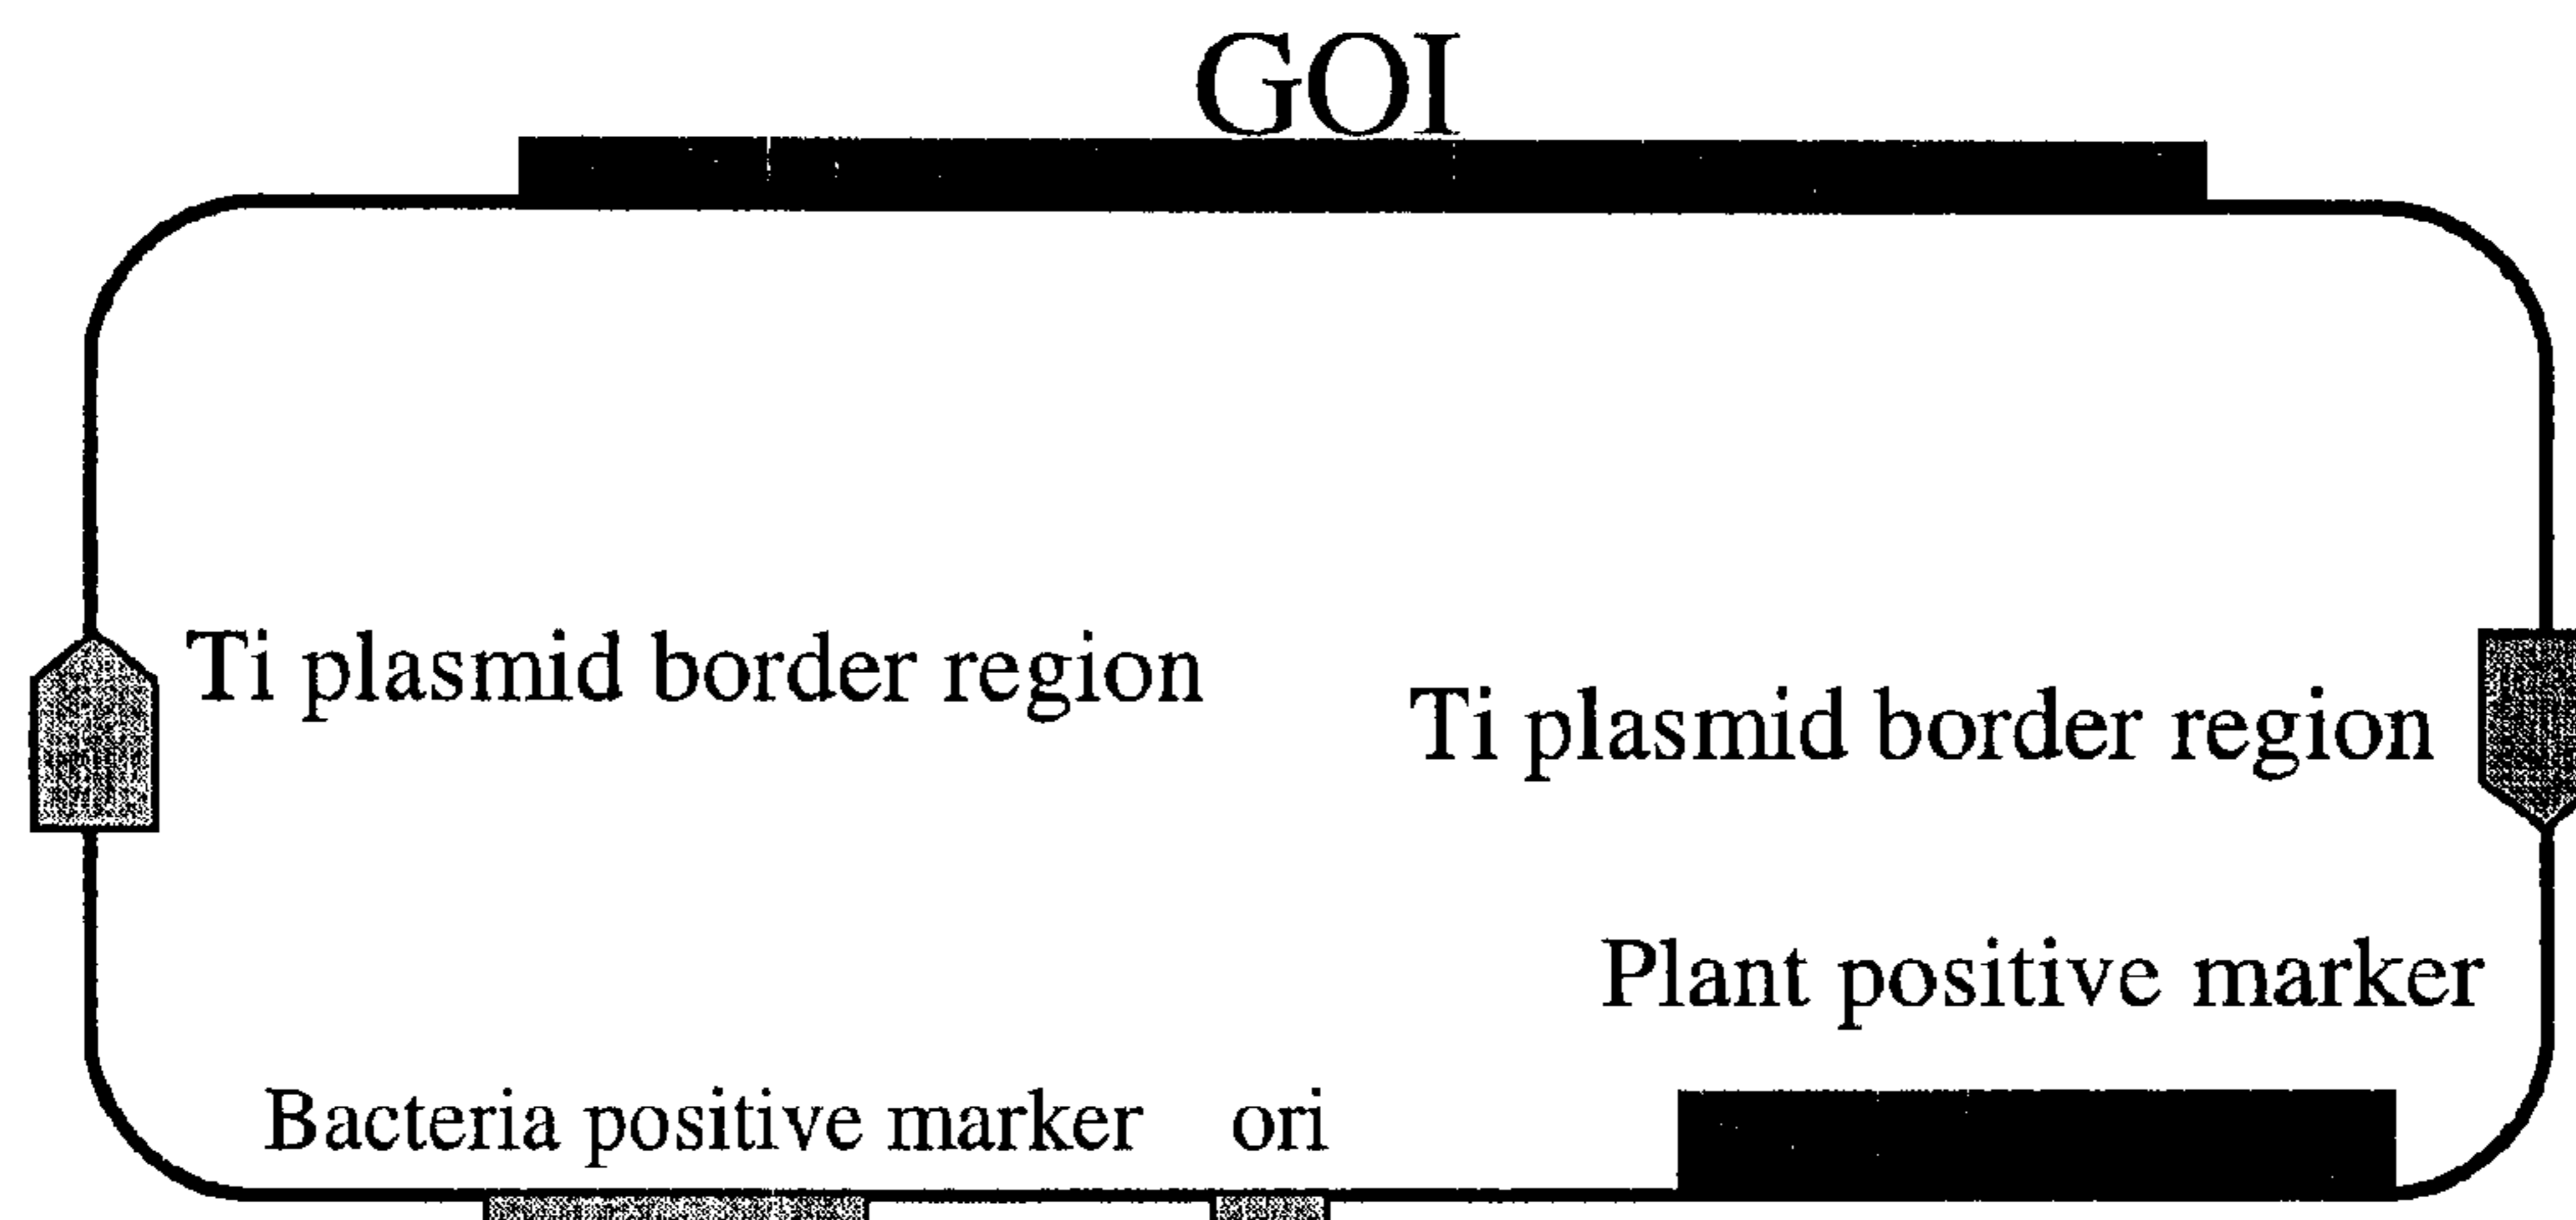 GOI
Ti plasmid border region
Ti plasmid border region
Plant positive marker
Bacteria positive marker
ori